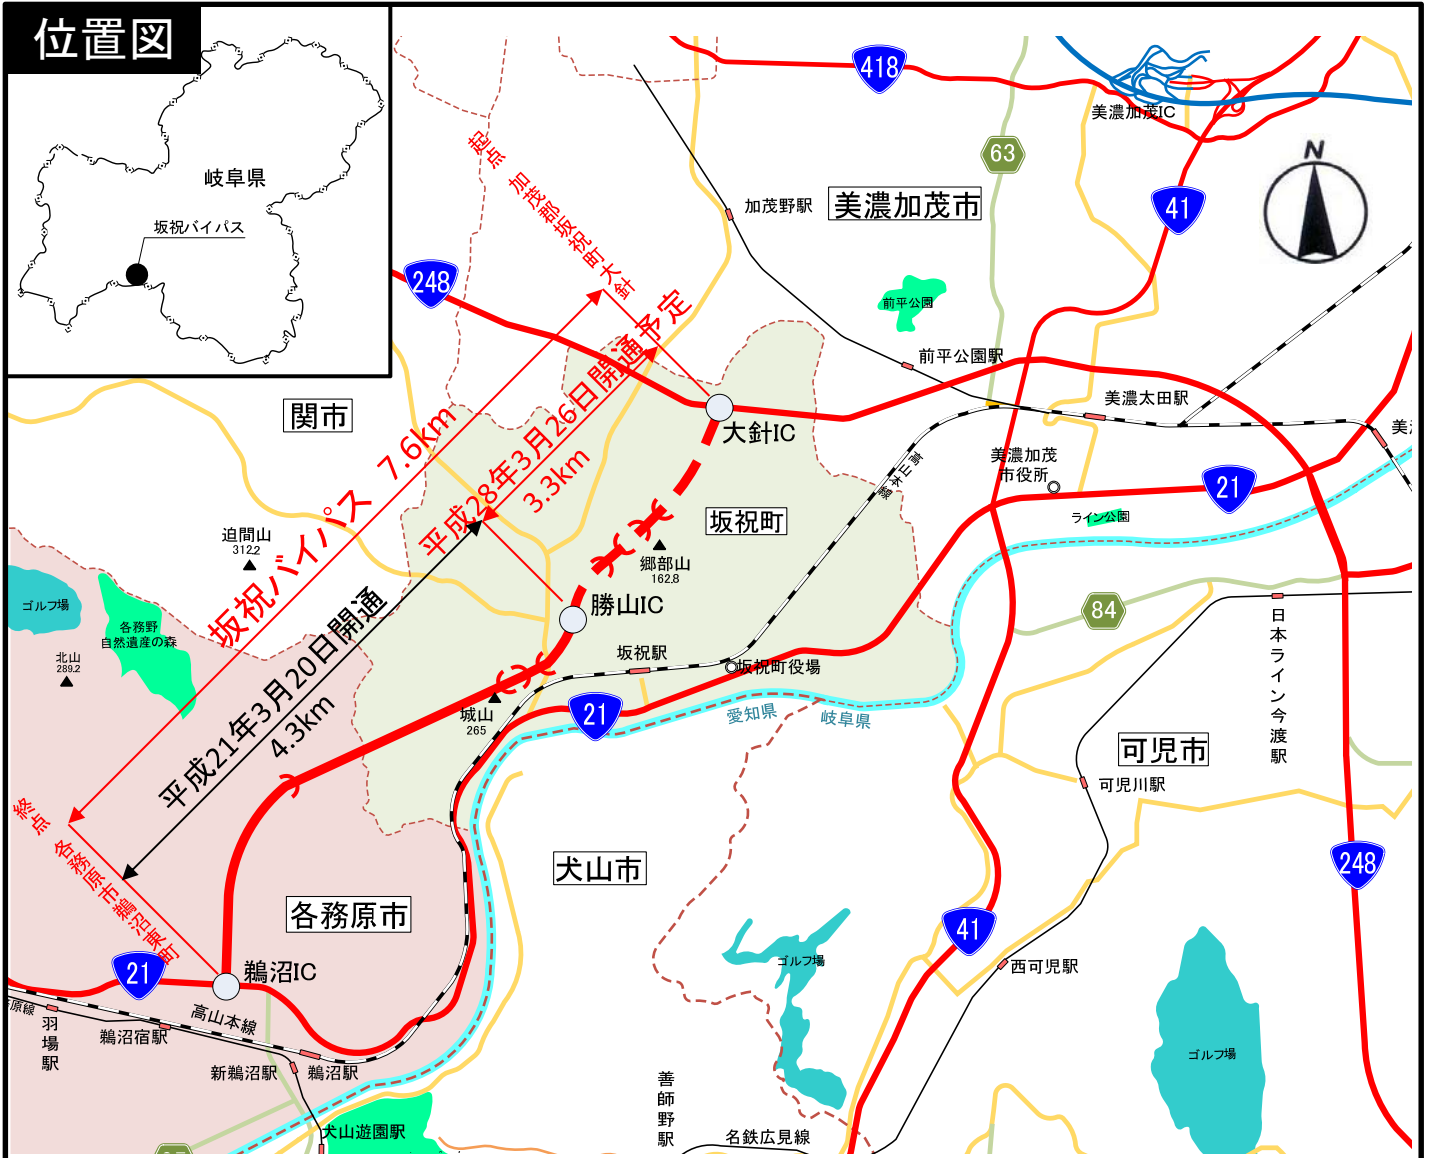 位置図
岐阜県
坂祝バイパス
418
美濃加茂IC
63
N
41
加茂野駅
美濃加茂市
248
起点 加茂郡坂祝町大針
前平公園
前平公園駅
美濃太田駅
関市
大針IC
坂祝バイパス 7.6km
平成28年3月26日開通予定
3.3km
高山本線
美濃加茂
市役所
21
ライン公園
坂祝町
迫間山
312.2
郷部山
162.8
ゴルフ場
各務野
自然遺産の森
勝山IC
84
日本ライン今渡駅
北山
289.2
坂祝駅
坂祝町役場
平成21年3月20日開通
4.3km
城山
265
21
愛知県
岐阜県
可児市
可児川駅
終点 各務原市鵜沼東町
犬山市
248
各務原市
41
21
鵜沼IC
ゴルフ場
西可児駅
高山本線
原線
羽場駅
鵜沼宿駅
新鵜沼駅
鵜沼駅
ゴルフ場
善師野駅
犬山遊園駅
名鉄広見線